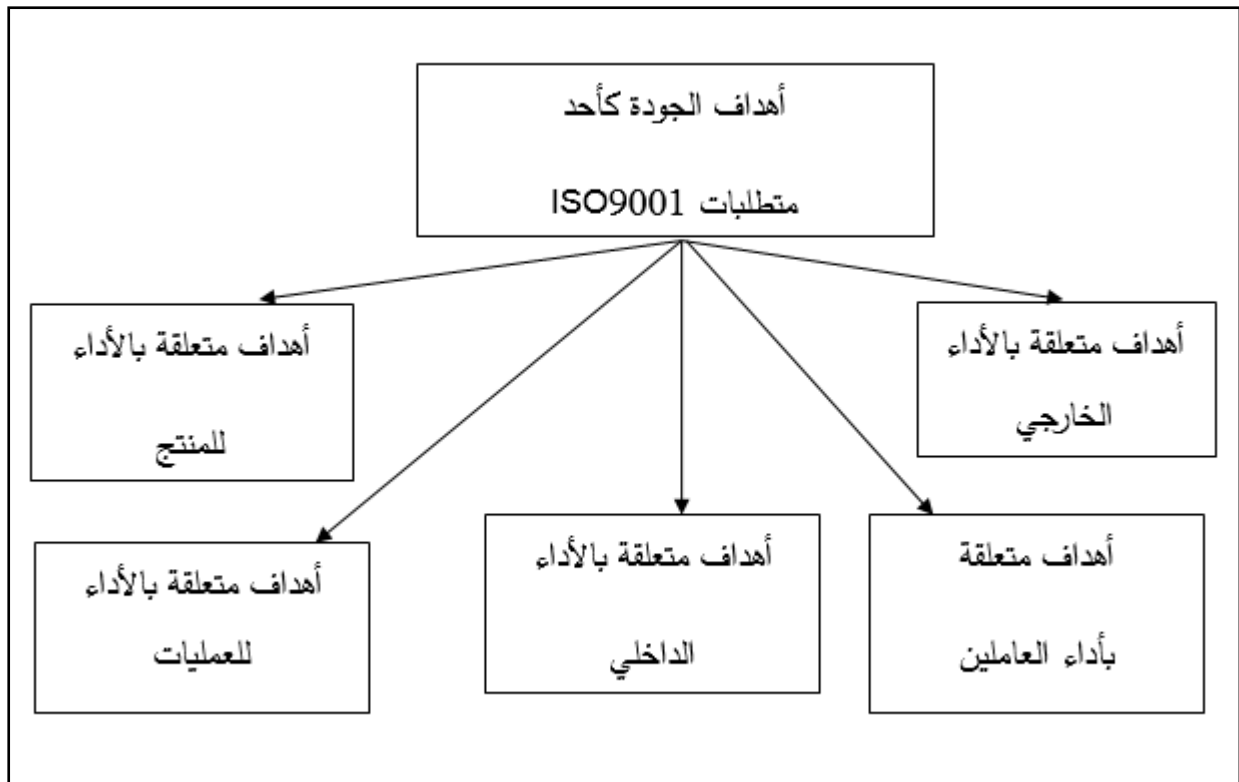 أهداف الجودة كأحد
متطلبات ISO9001
أهداف متعلقة بالأداء
الخارجي
أهداف متعلقة بالأداء
للمنتج
أهداف متعلقة
بأداء العاملين
أهداف متعلقة بالأداء
الداخلي
أهداف متعلقة بالأداء
للعمليات